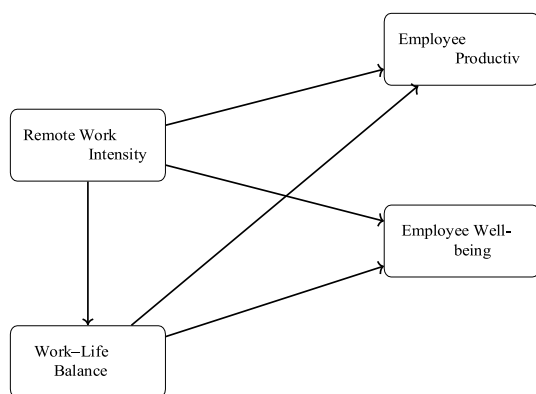 Employee
Productiv
Remote Work
Intensity
Employee Well-
being
Work–Life
Balance